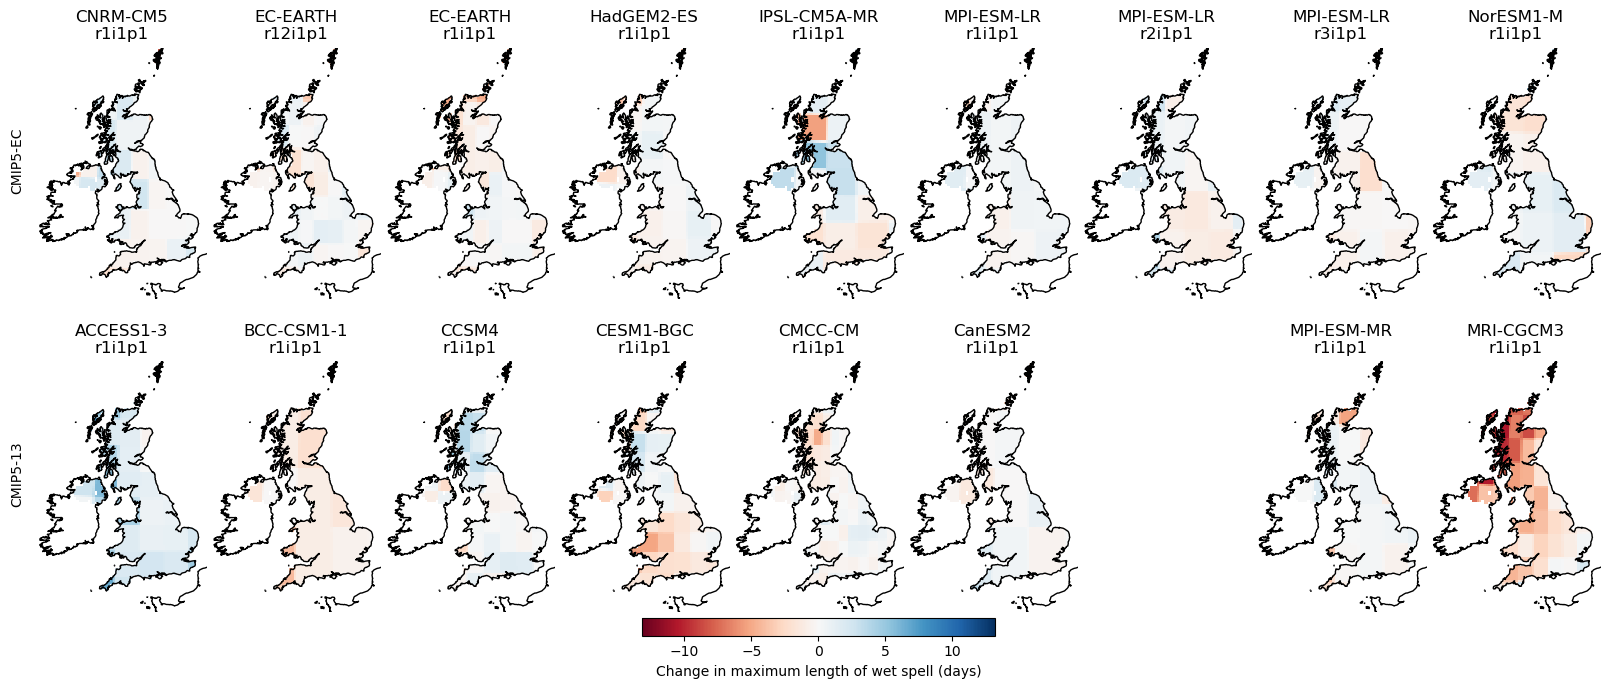 CNRM-CM5
r1i1p1
EC-EARTH
r12i1p1
EC-EARTH
r1i1p1
HadGEM2-ES
r1i1p1
IPSL-CM5A-MR
r1i1p1
MPI-ESM-LR
r1i1p1
MPI-ESM-LR
r2i1p1
MPI-ESM-LR
r3i1p1
NorESM1-M
r1i1p1
CMIP5-EC
ACCESS1-3
r1i1p1
BCC-CSM1-1
r1i1p1
CCSM4
r1i1p1
CESM1-BGC
r1i1p1
CMCC-CM
r1i1p1
CanESM2
r1i1p1
MPI-ESM-MR
r1i1p1
MRI-CGCM3
r1i1p1
CMIP5-13
−10 −5 0 5 10
Change in maximum length of wet spell (days)